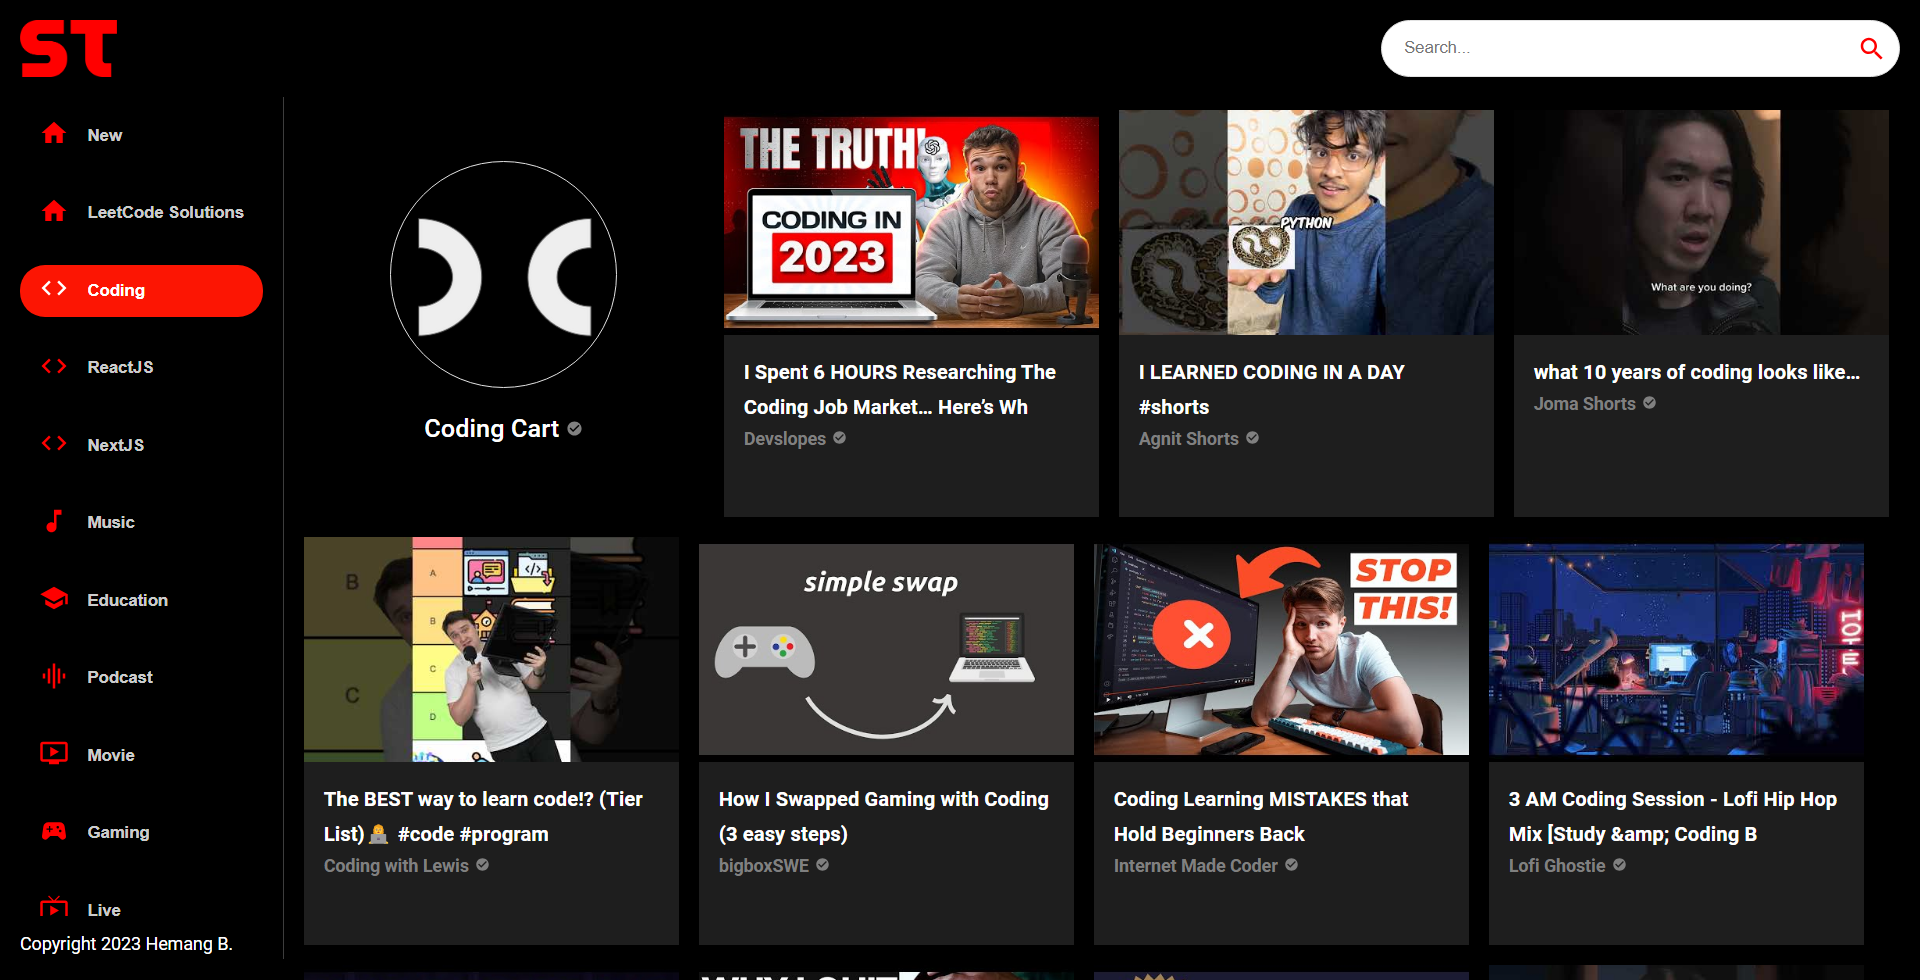 ST
Search...
New
LeetCode Solutions
Coding
ReactJS
NextJS
Music
Education
Podcast
Movie
Gaming
Live
Copyright 2023 Hemang B.
Coding Cart
THE TRUTH!
CODING IN
2023
I Spent 6 HOURS Researching The
Coding Job Market... Here's Wh
Devslopes
PYTHON
I LEARNED CODING IN A DAY
#shorts
Agnit Shorts
What are you doing?
what 10 years of coding looks like...
Joma Shorts
B
C
A
B
C
D
The BEST way to learn code!? (Tier
List)🧑‍💻 #code #program
Coding with Lewis
simple swap
How I Swapped Gaming with Coding
(3 easy steps)
bigboxSWE
STOP
THIS!
Coding Learning MISTAKES that
Hold Beginners Back
Internet Made Coder
3 AM Coding Session - Lofi Hip Hop
Mix [Study &amp; Coding B
Lofi Ghostie
WHY I QUIT